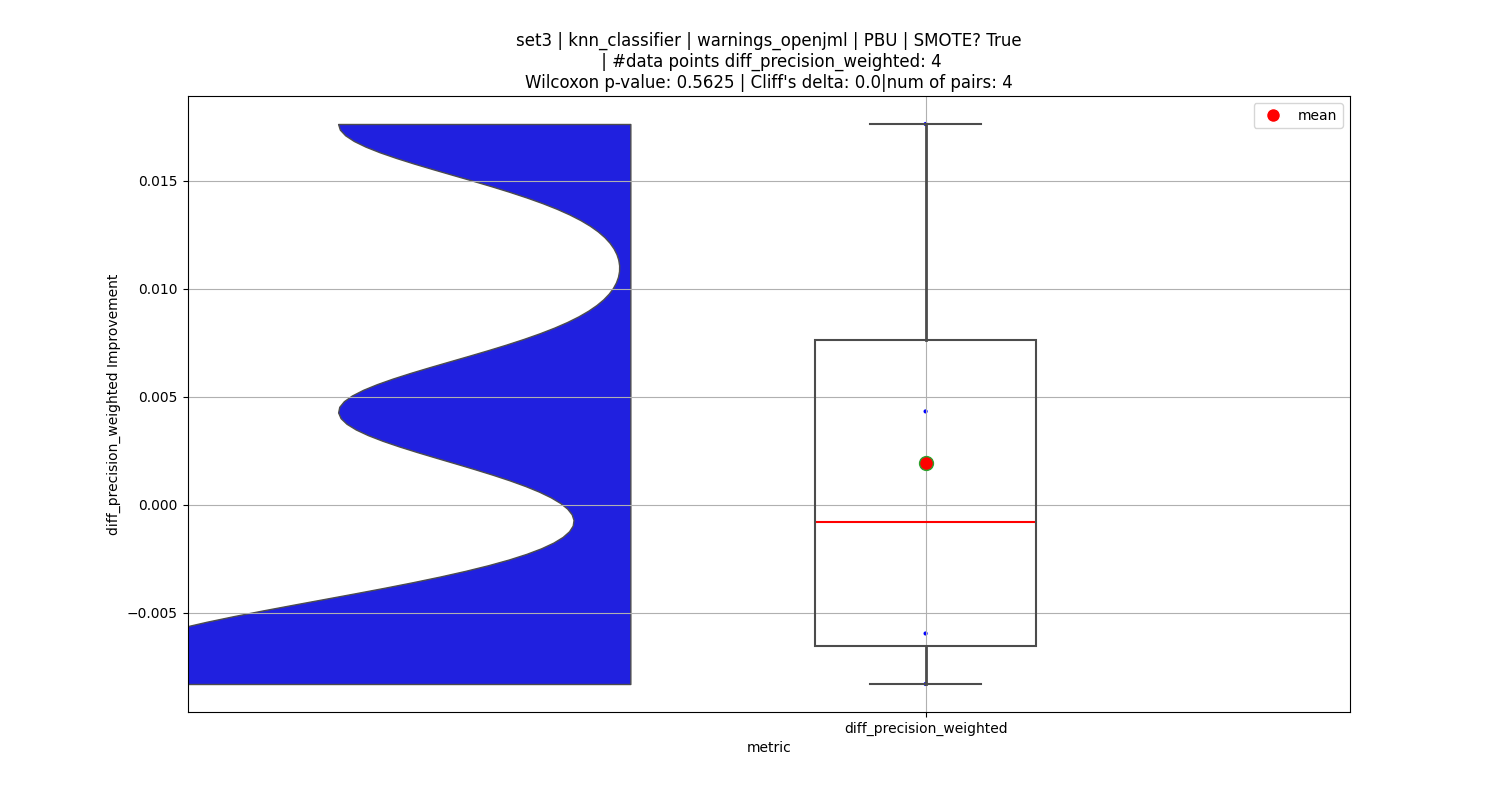 set3 | knn_classifier | warnings_openjml | PBU | SMOTE? True
| #data points diff_precision_weighted: 4
Wilcoxon p-value: 0.5625 | Cliff's delta: 0.0|num of pairs: 4
mean
0.015
0.010
0.005
0.000
−0.005
diff_precision_weighted Improvement
diff_precision_weighted
metric